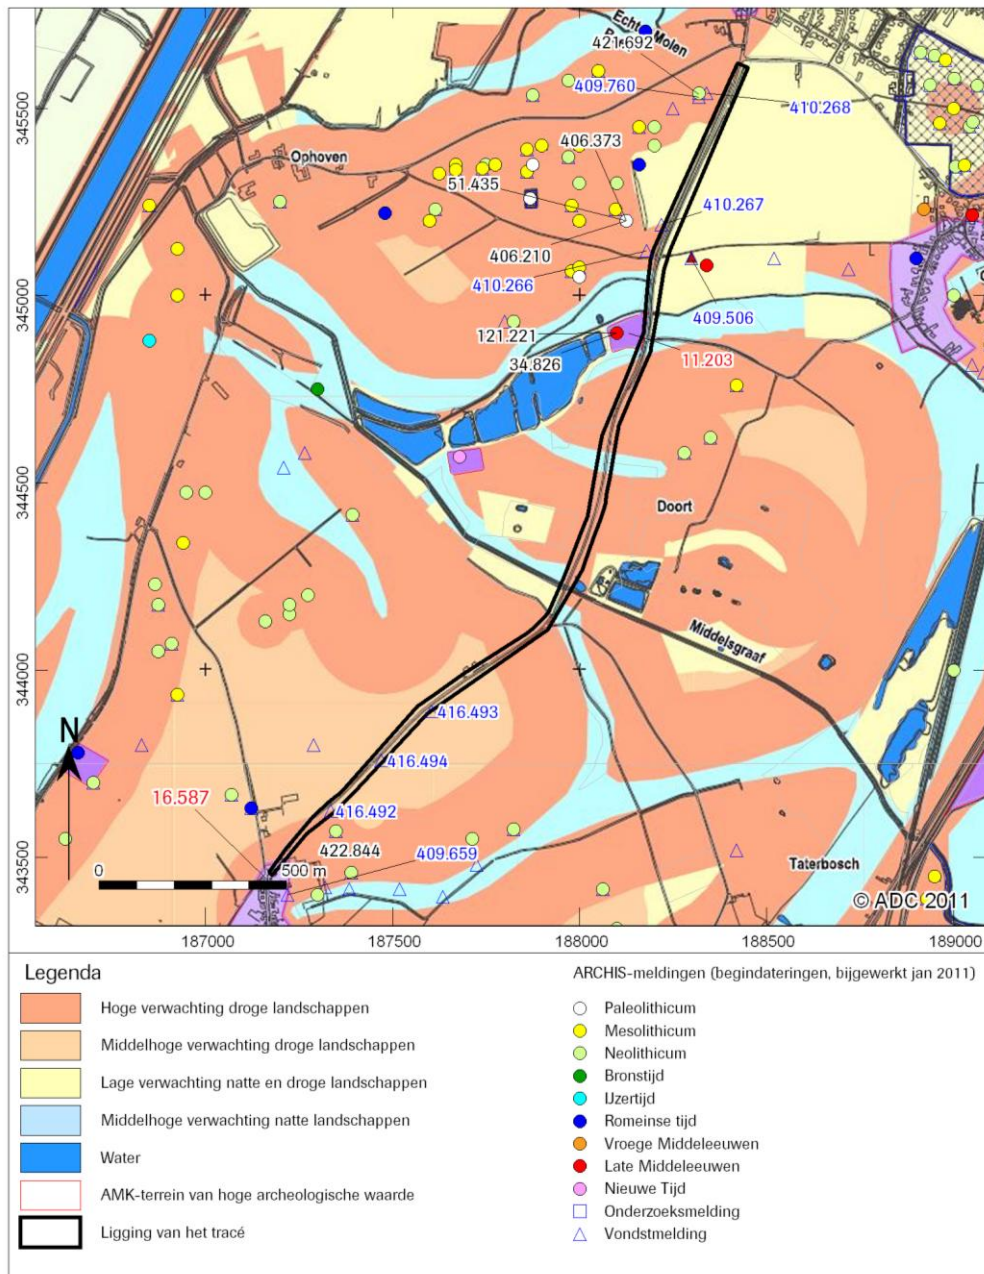 Echter Molen
421.692
409.760
410.268
345500
406.373
Ophoven
51.435
410.267
406.210
410.266
345000
409.506
121.221
34.826
11.203
344500
Doort
Middelsgraaf
344000
416.493
N
416.494
16.587
416.492
422.844
409.659
Taterbosch
343500
0
500 m
© ADC 2011
187000
187500
188000
188500
189000
Legenda
Hoge verwachting droge landschappen
Middelhoge verwachting droge landschappen
Lage verwachting natte en droge landschappen
Middelhoge verwachting natte landschappen
Water
AMK-terrein van hoge archeologische waarde
Ligging van het tracé
ARCHIS-meldingen (begindateringen, bijgewerkt jan 2011)
Paleolithicum
Mesolithicum
Neolithicum
Bronstijd
IJzertijd
Romeinse tijd
Vroege Middeleeuwen
Late Middeleeuwen
Nieuwe Tijd
Onderzoeksmelding
Vondstmelding